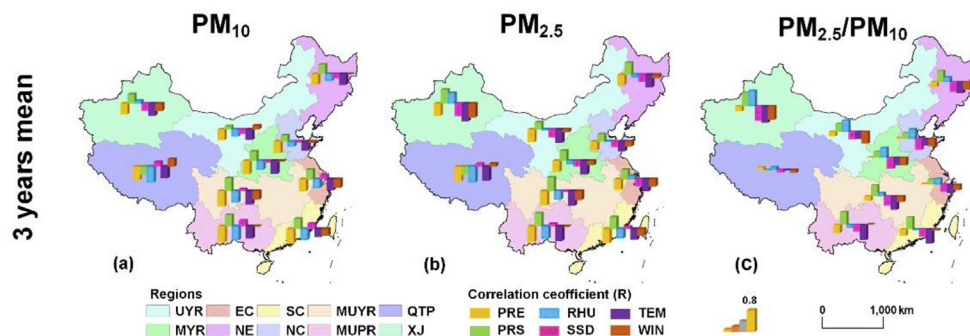 PM10
PM2.5
PM2.5/PM10
3 years mean
(a)
(b)
(c)
Regions
UYR EC SC MUYR QTP
MYR NE NC MUPR XJ
Correlation ceofficient (R)
PRE RHU TEM
PRS SSD WIN
0.8
0 1,000 km